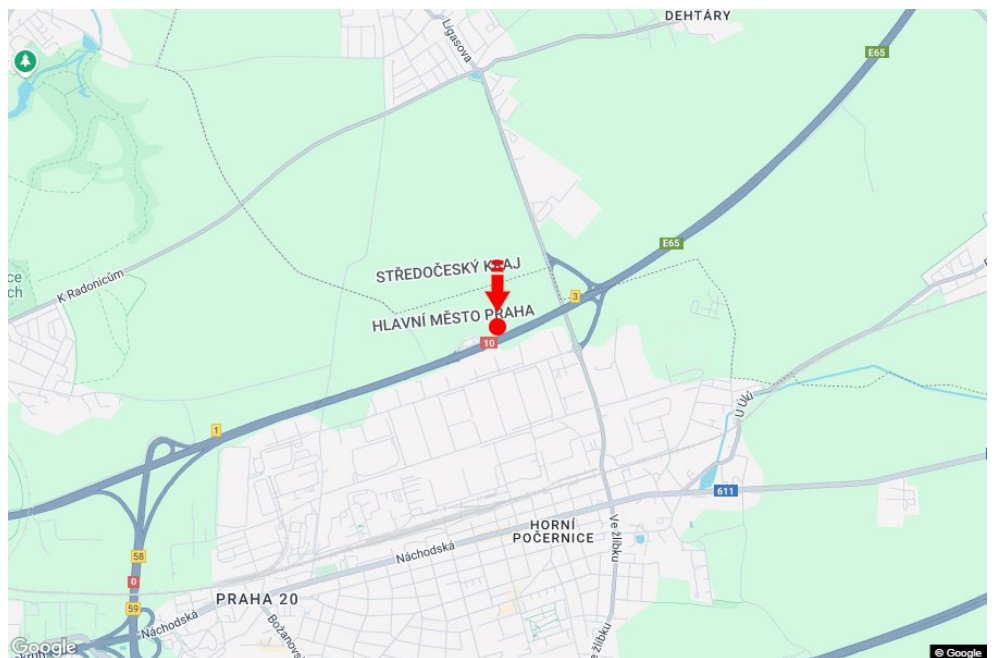 DEHTÁRY
Ligasova
E65
E65
K Radonicům
STŘEDOČESKÝ KRAJ
HLAVNÍ MĚSTO PRAHA
3
10
1
U Úlů
611
HORNÍ
POČERNICE
Ve žlíbku
Náchodská
58
0
59
PRAHA 20
Náchodská
Božanovská
Google
© Google